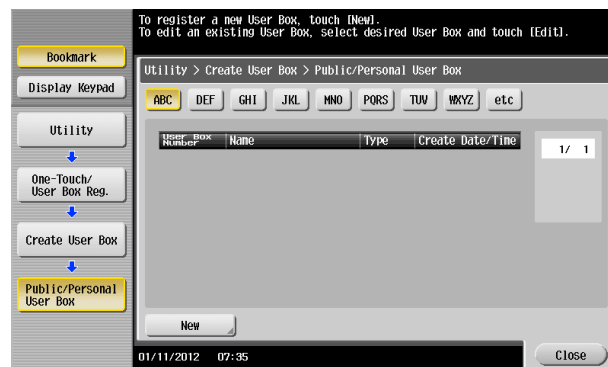 To register a new User Box, touch [New].
To edit an existing User Box, select desired User Box and touch [Edit].
Bookmark
Display Keypad
Utility
One-Touch/
User Box Reg.
Create User Box
Public/Personal
User Box
Utility > Create User Box > Public/Personal User Box
ABC DEF GHI JKL MNO PQRS TUV WXYZ etc
User Box
Number Name Type Create Date/Time
1/ 1
New
01/11/2012 07:35
Close